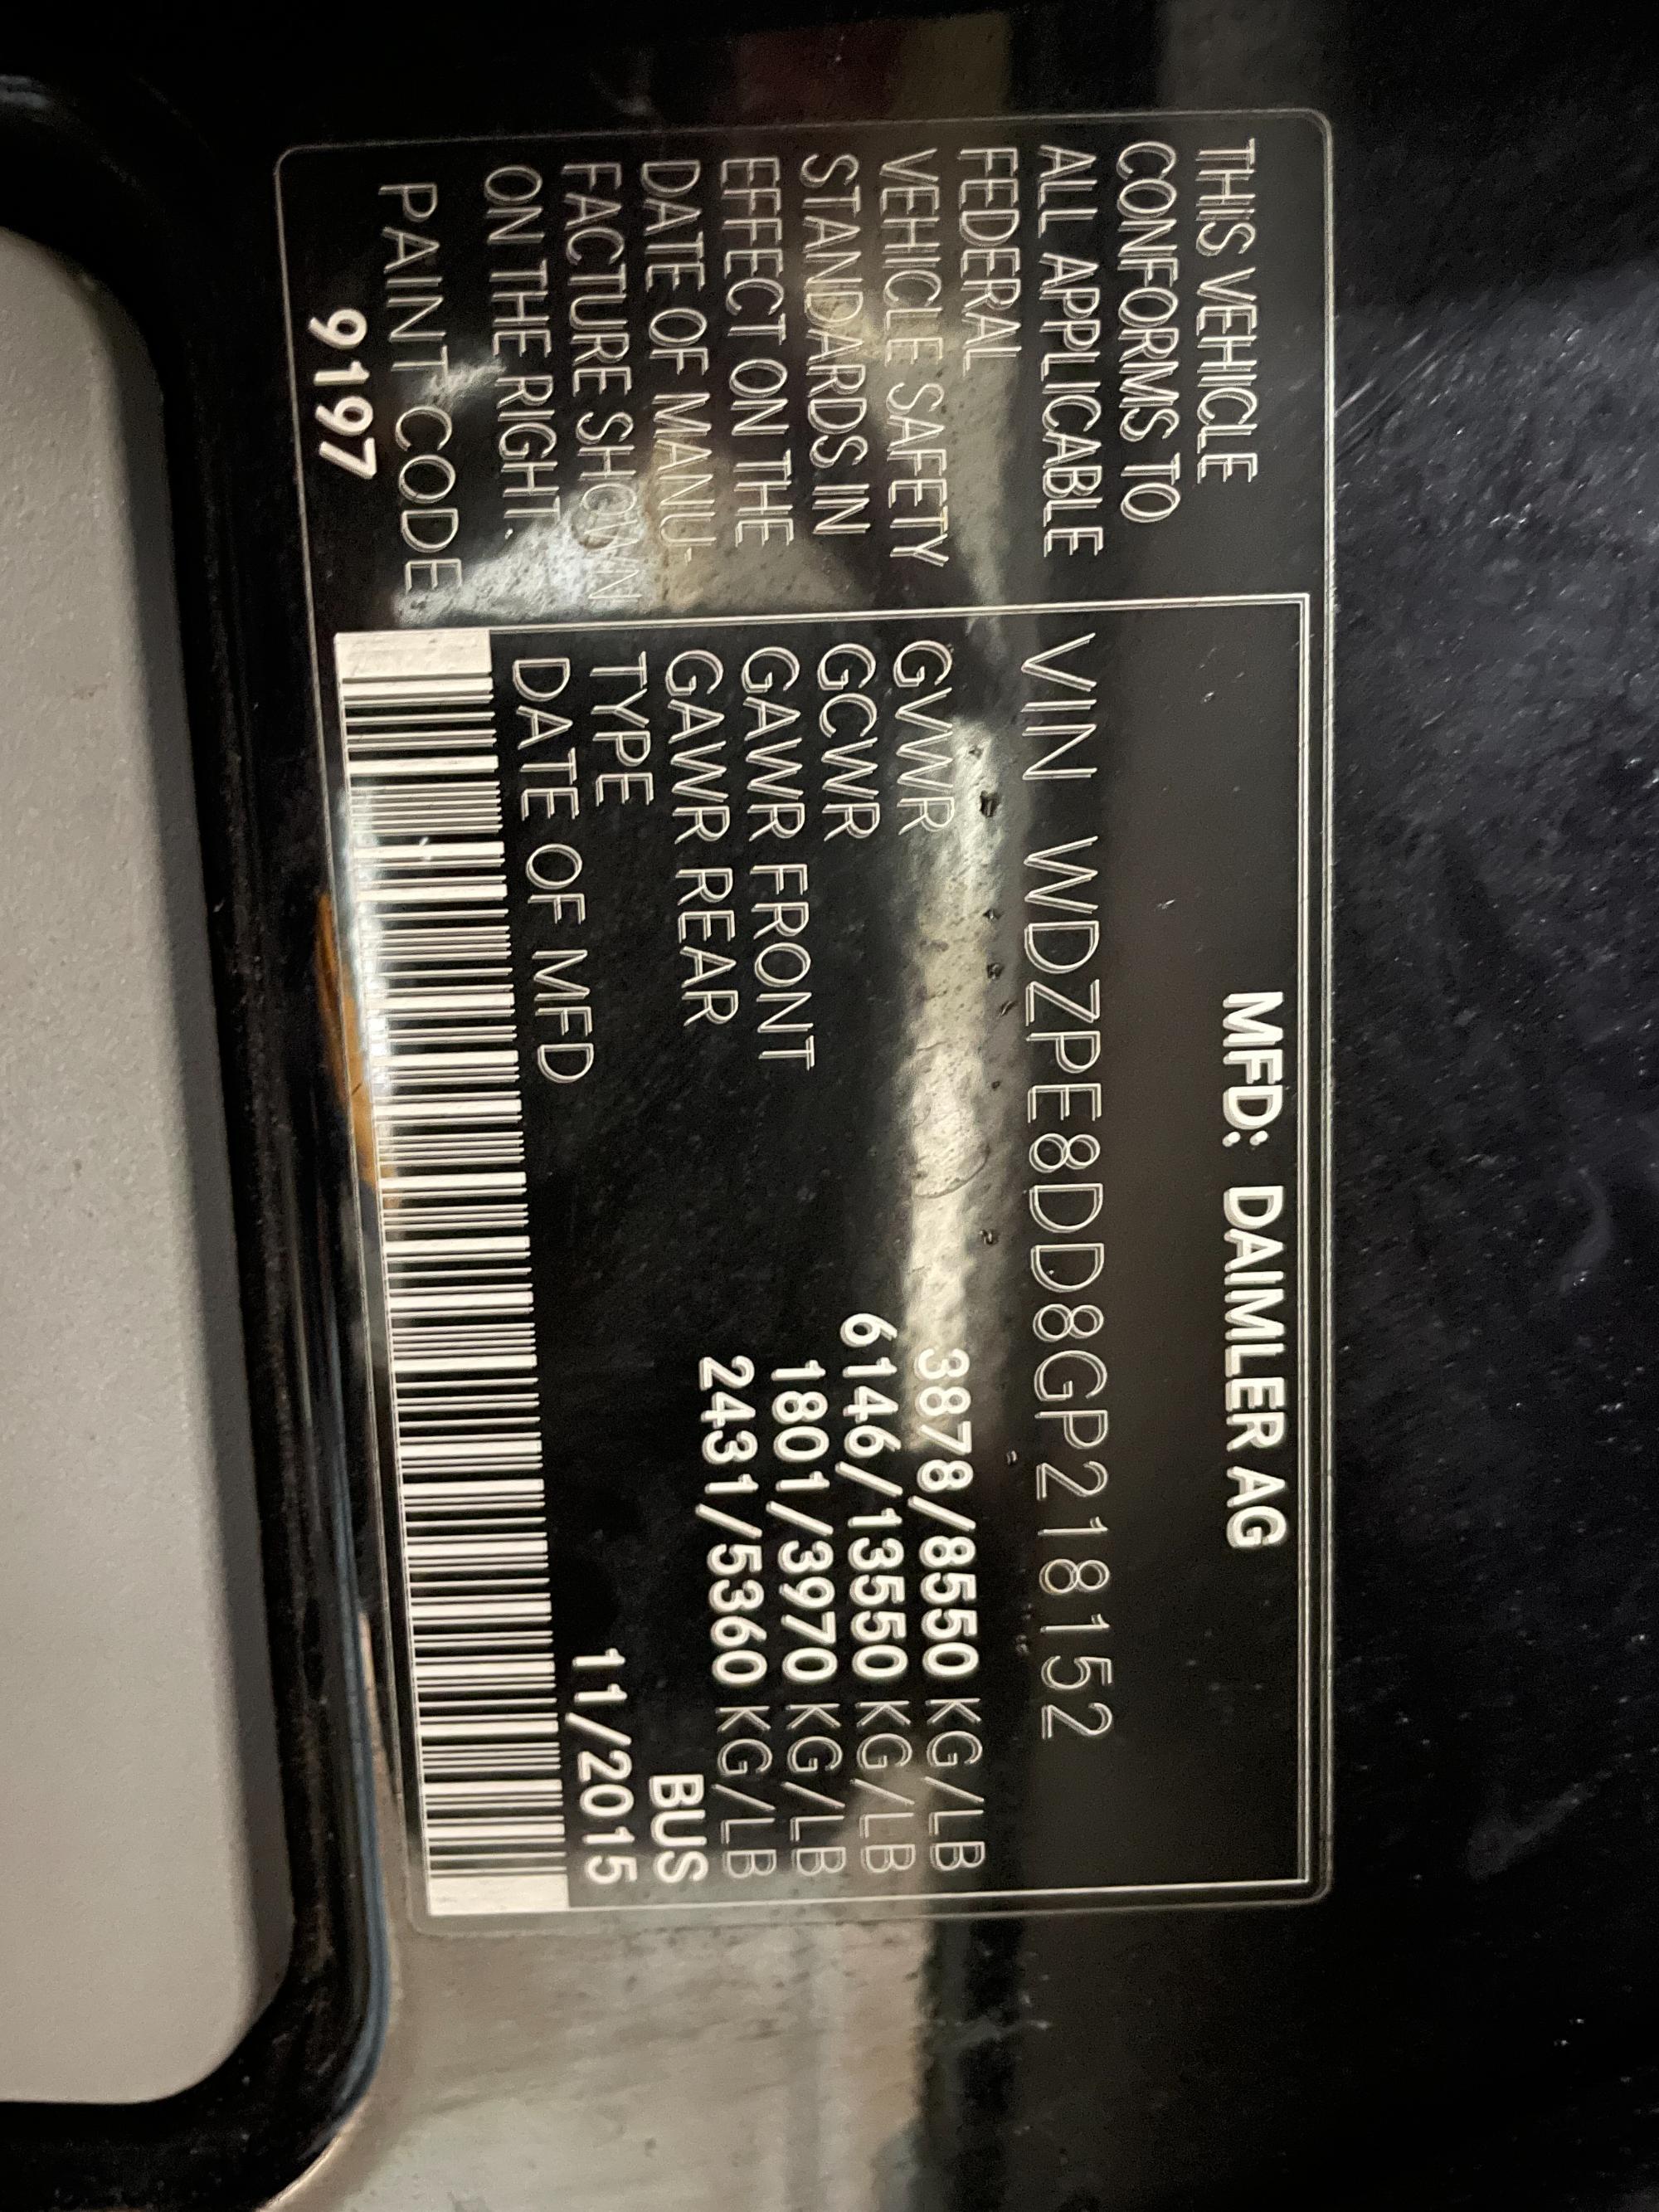 THIS VEHICLE
CONFORMS TO
ALL APPLICABLE
FEDERAL
VEHICLE SAFETY
STANDARDS IN
EFFECT ON THE
DATE OF MANU-
FACTURE SHOWN
ON THE RIGHT.
PAINT CODE
9197
MFD: DAIMLER AG
VIN WDZPE8DD8GP218152
GVWR 3878/8550 KG/LB
GCWR 6146/13550 KG/LB
GAWR FRONT 1801/3970 KG/LB
GAWR REAR 2431/5360 KG/LB
TYPE BUS
DATE OF MFD 11/2015